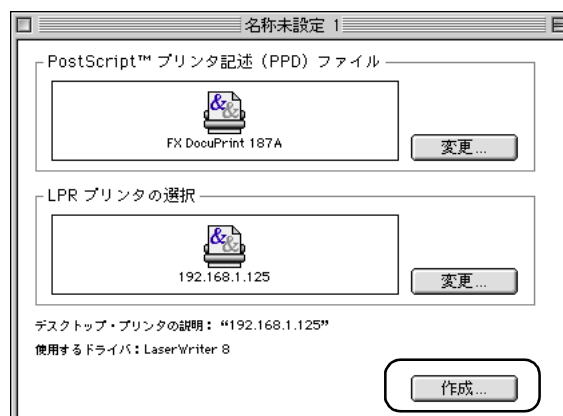 名称未設定 1
PostScript™ プリンタ記述（PPD）ファイル
FX DocuPrint 187A
変更...
LPR プリンタの選択
192.168.1.125
変更...
デスクトップ・プリンタの説明： “192.168.1.125”
使用するドライバ：LaserWriter 8
作成...